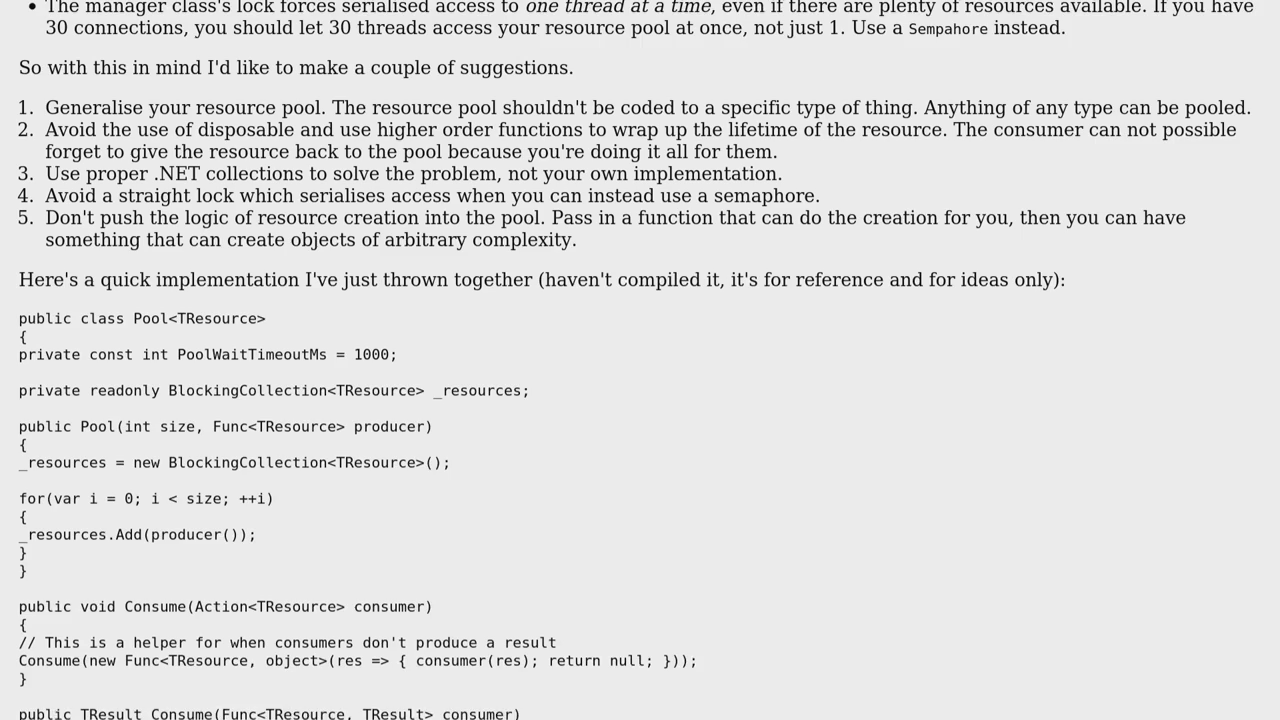 • The manager class's lock forces serialised access to one thread at a time, even if there are plenty of resources available. If you have
30 connections, you should let 30 threads access your resource pool at once, not just 1. Use a Sempahore instead.
So with this in mind I'd like to make a couple of suggestions.
1. Generalise your resource pool. The resource pool shouldn't be coded to a specific type of thing. Anything of any type can be pooled.
2. Avoid the use of disposable and use higher order functions to wrap up the lifetime of the resource. The consumer can not possible
forget to give the resource back to the pool because you're doing it all for them.
3. Use proper .NET collections to solve the problem, not your own implementation.
4. Avoid a straight lock which serialises access when you can instead use a semaphore.
5. Don't push the logic of resource creation into the pool. Pass in a function that can do the creation for you, then you can have
something that can create objects of arbitrary complexity.
Here's a quick implementation I've just thrown together (haven't compiled it, it's for reference and for ideas only):
public class Pool<TResource>
{
private const int PoolWaitTimeoutMs = 1000;
private readonly BlockingCollection<TResource> _resources;
public Pool(int size, Func<TResource> producer)
{
_resources = new BlockingCollection<TResource>();
for(var i = 0; i < size; ++i)
{
_resources.Add(producer());
}
}
public void Consume(Action<TResource> consumer)
{
// This is a helper for when consumers don't produce a result
Consume(new Func<TResource, object>(res => { consumer(res); return null; }));
}
public TResult Consume(Func<TResource, TResult> consumer)